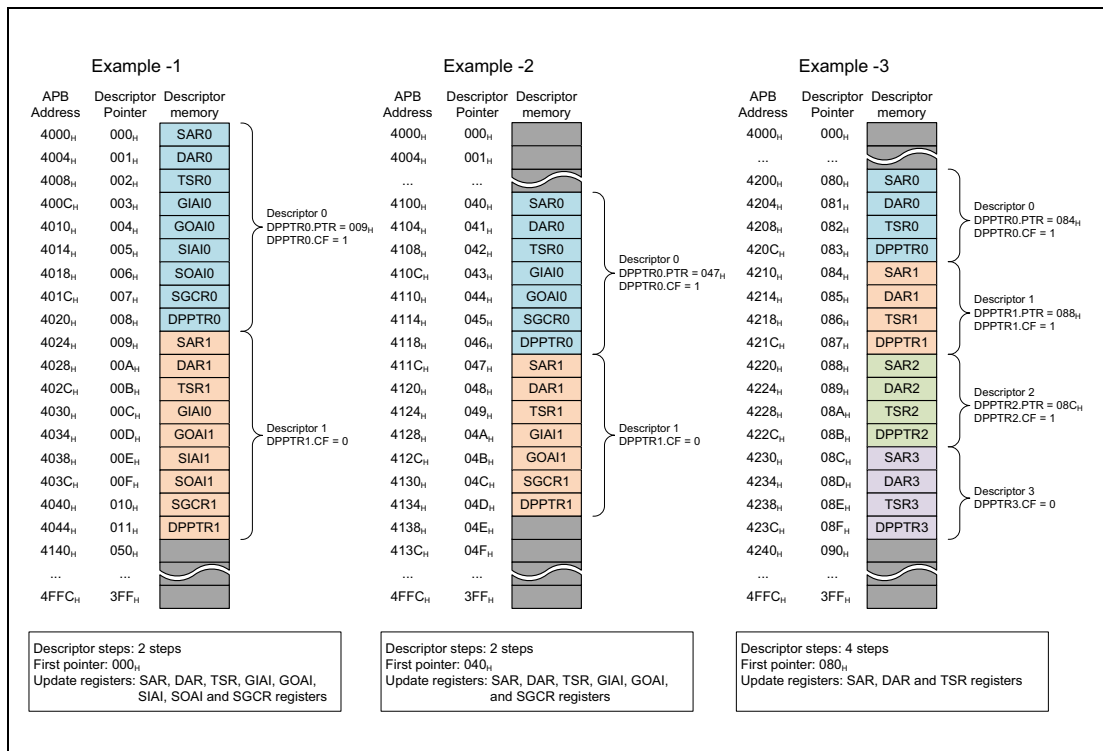 Example -1
APB Address Descriptor Pointer Descriptor memory
4000H 000H SAR0
4004H 001H DAR0
4008H 002H TSR0
400CH 003H GIAI0
4010H 004H GOAI0
4014H 005H SIAI0
4018H 006H SOAI0
401CH 007H SGCR0
4020H 008H DPPTR0
4024H 009H SAR1
4028H 00AH DAR1
402CH 00BH TSR1
4030H 00CH GIAI0
4034H 00DH GOAI1
4038H 00EH SIAI1
403CH 00FH SOAI1
4040H 010H SGCR1
4044H 011H DPPTR1
4140H 050H
... ...
4FFCH 3FFH
Descriptor 0
DPPTR0.PTR = 009H
DPPTR0.CF = 1
Descriptor 1
DPPTR1.CF = 0
Descriptor steps: 2 steps
First pointer: 000H
Update registers: SAR, DAR, TSR, GIAI, GOAI,
SIAI, SOAI and SGCR registers
Example -2
APB Address Descriptor Pointer Descriptor memory
4000H 000H
4004H 001H
... ...
4100H 040H SAR0
4104H 041H DAR0
4108H 042H TSR0
410CH 043H GIAI0
4110H 044H GOAI0
4114H 045H SGCR0
4118H 046H DPPTR0
411CH 047H SAR1
4120H 048H DAR1
4124H 049H TSR1
4128H 04AH GIAI1
412CH 04BH GOAI1
4130H 04CH SGCR1
4134H 04DH DPPTR1
4138H 04EH
413CH 04FH
... ...
4FFCH 3FFH
Descriptor 0
DPPTR0.PTR = 047H
DPPTR0.CF = 1
Descriptor 1
DPPTR1.CF = 0
Descriptor steps: 2 steps
First pointer: 040H
Update registers: SAR, DAR, TSR, GIAI, GOAI,
and SGCR registers
Example -3
APB Address Descriptor Pointer Descriptor memory
4000H 000H
... ...
4200H 080H SAR0
4204H 081H DAR0
4208H 082H TSR0
420CH 083H DPPTR0
4210H 084H SAR1
4214H 085H DAR1
4218H 086H TSR1
421CH 087H DPPTR1
4220H 088H SAR2
4224H 089H DAR2
4228H 08AH TSR2
422CH 08BH DPPTR2
4230H 08CH SAR3
4234H 08DH DAR3
4238H 08EH TSR3
423CH 08FH DPPTR3
4240H 090H
... ...
4FFCH 3FFH
Descriptor 0
DPPTR0.PTR = 084H
DPPTR0.CF = 1
Descriptor 1
DPPTR1.PTR = 088H
DPPTR1.CF = 1
Descriptor 2
DPPTR2.PTR = 08CH
DPPTR2.CF = 1
Descriptor 3
DPPTR3.CF = 0
Descriptor steps: 4 steps
First pointer: 080H
Update registers: SAR, DAR and TSR registers